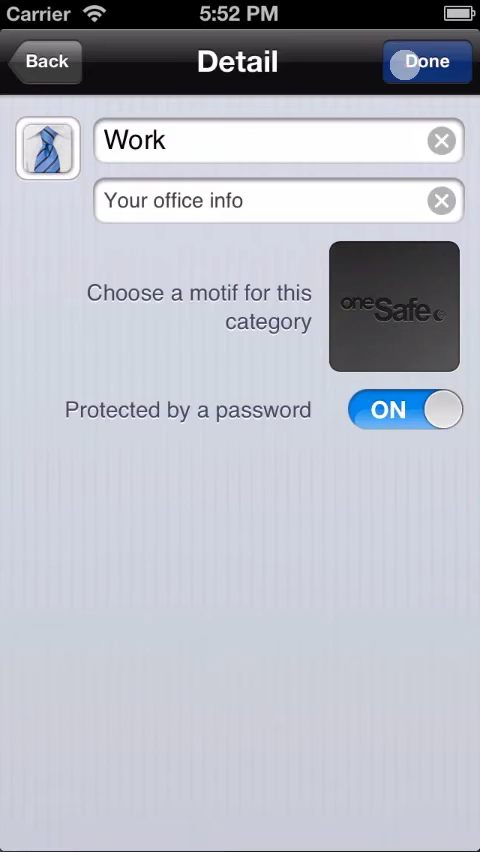 Carrier 5:52 PM
Back Detail Done
Work
Your office info
Choose a motif for this
category
oneSafe
Protected by a password
ON